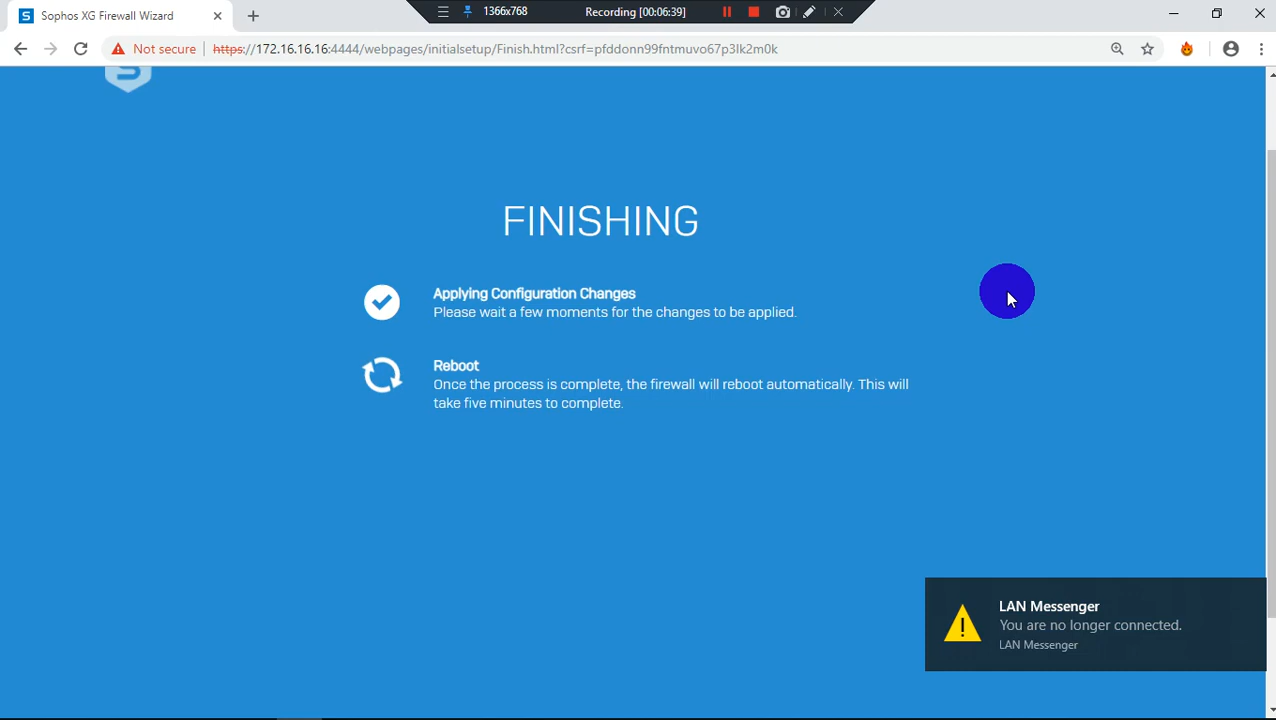 Sophos XG Firewall Wizard
1366x768
Recording [00:06:39]
Not secure
https://172.16.16.16:4444/webpages/initialsetup/Finish.html?csrf=pfddonn99fntmuvo67p3lk2m0k
FINISHING
Applying Configuration Changes
Please wait a few moments for the changes to be applied.
Reboot
Once the process is complete, the firewall will reboot automatically. This will
take five minutes to complete.
LAN Messenger
You are no longer connected.
LAN Messenger